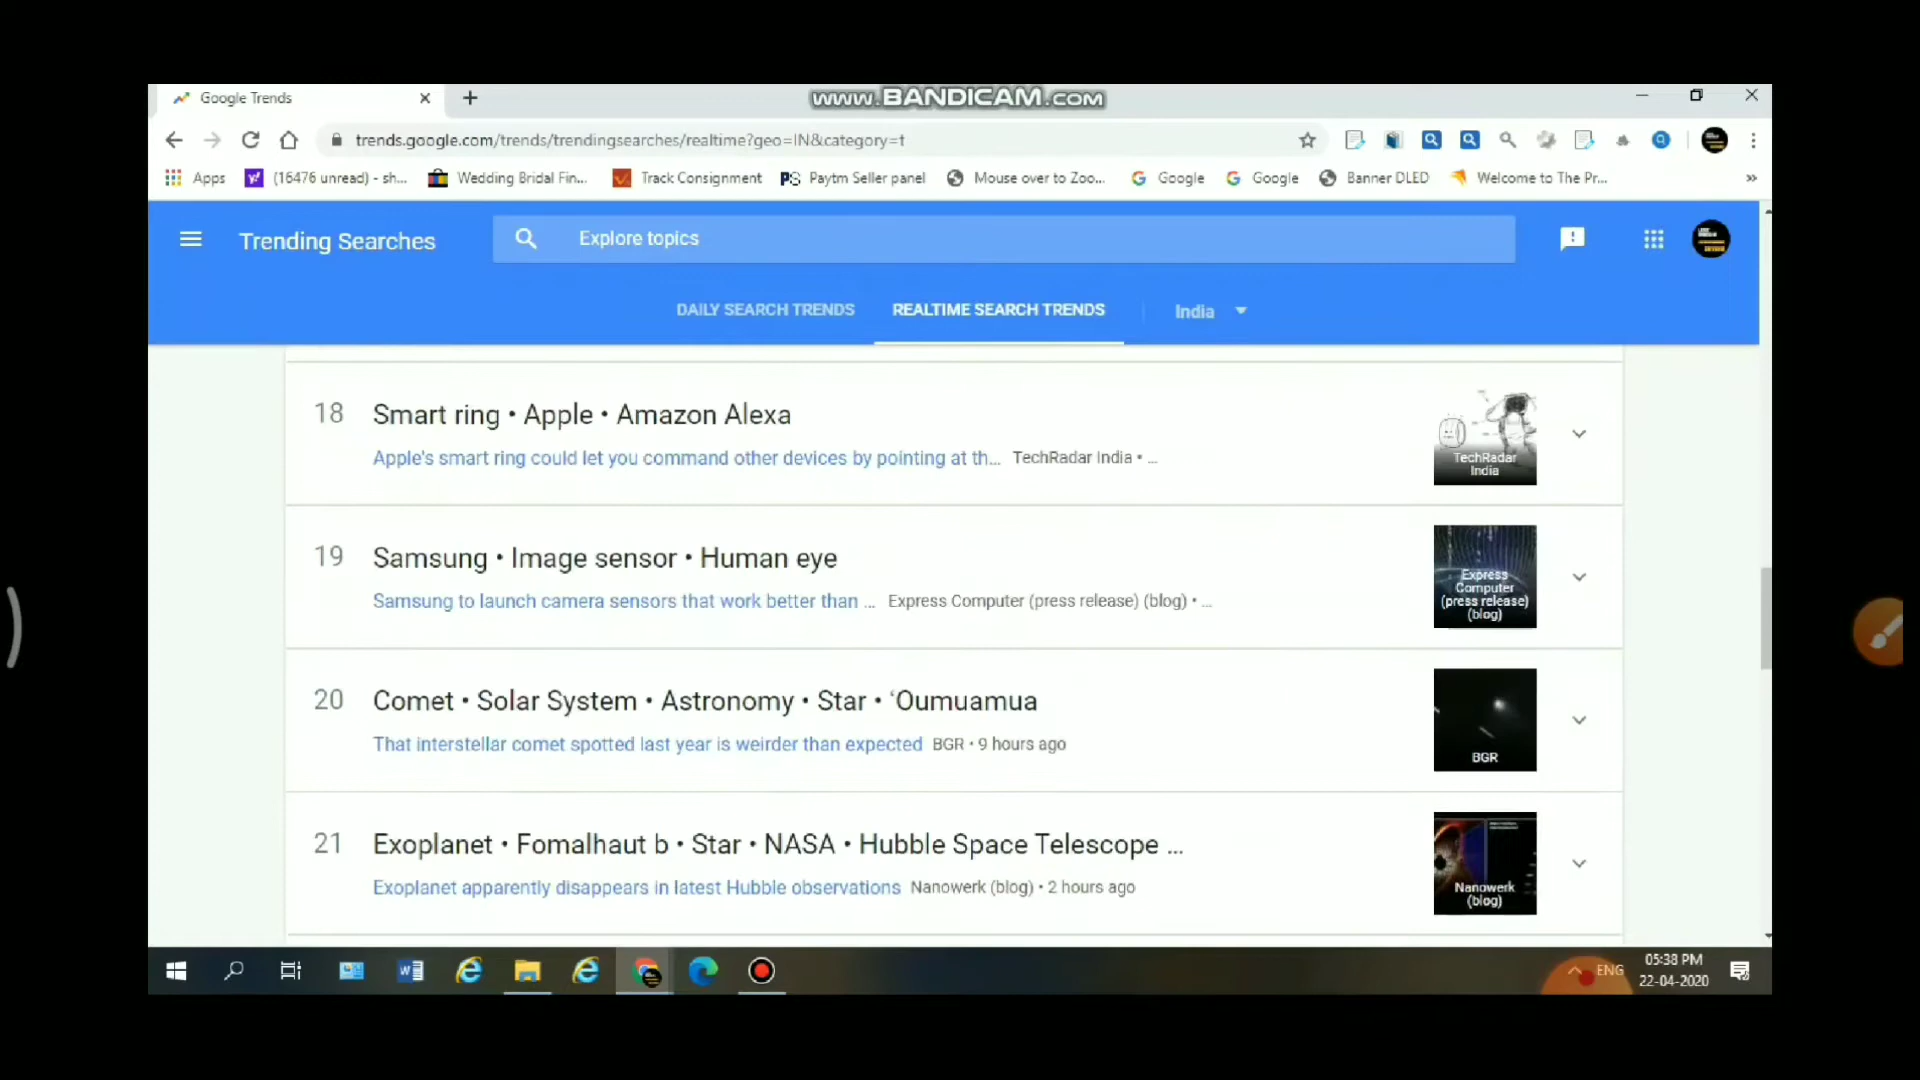 Google Trends
www.BANDICAM.com
trends.google.com/trends/trendingsearches/realtime?geo=IN&category=t
Apps (16476 unread) - sh... Wedding Bridal Fin... Track Consignment Paytm Seller panel Mouse over to Zoo... Google Google Banner DLED Welcome to The Pr... »
Trending Searches Explore topics
DAILY SEARCH TRENDS REALTIME SEARCH TRENDS India
18 Smart ring • Apple • Amazon Alexa
Apple's smart ring could let you command other devices by pointing at th... TechRadar India • ...
TechRadar
India
19 Samsung • Image sensor • Human eye
Samsung to launch camera sensors that work better than ... Express Computer (press release) (blog) • ...
Express
Computer
(press release)
(blog)
20 Comet • Solar System • Astronomy • Star • ʻOumuamua
That interstellar comet spotted last year is weirder than expected BGR • 9 hours ago
BGR
21 Exoplanet • Fomalhaut b • Star • NASA • Hubble Space Telescope ...
Exoplanet apparently disappears in latest Hubble observations Nanowerk (blog) • 2 hours ago
Nanowerk
(blog)
ENG
05:38 PM
22-04-2020